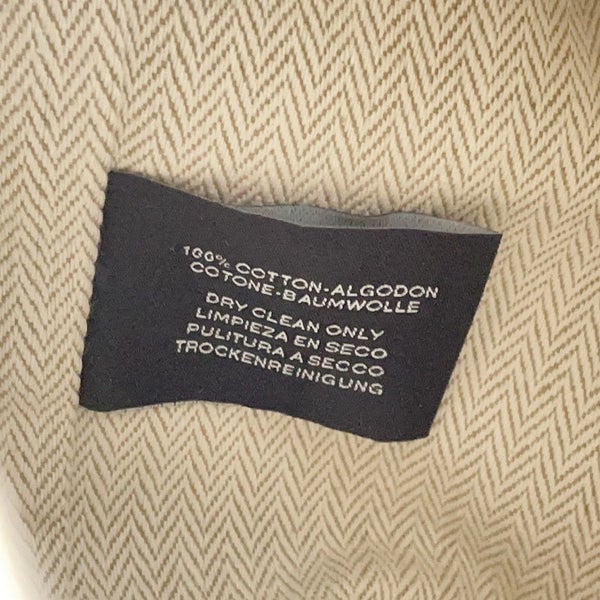 100% COTTON-ALGODON
COTONE-BAUMWOLLE
DRY CLEAN ONLY
LIMPIEZA EN SECO
PULITURA A SECCO
TROCKENREINIGUNG